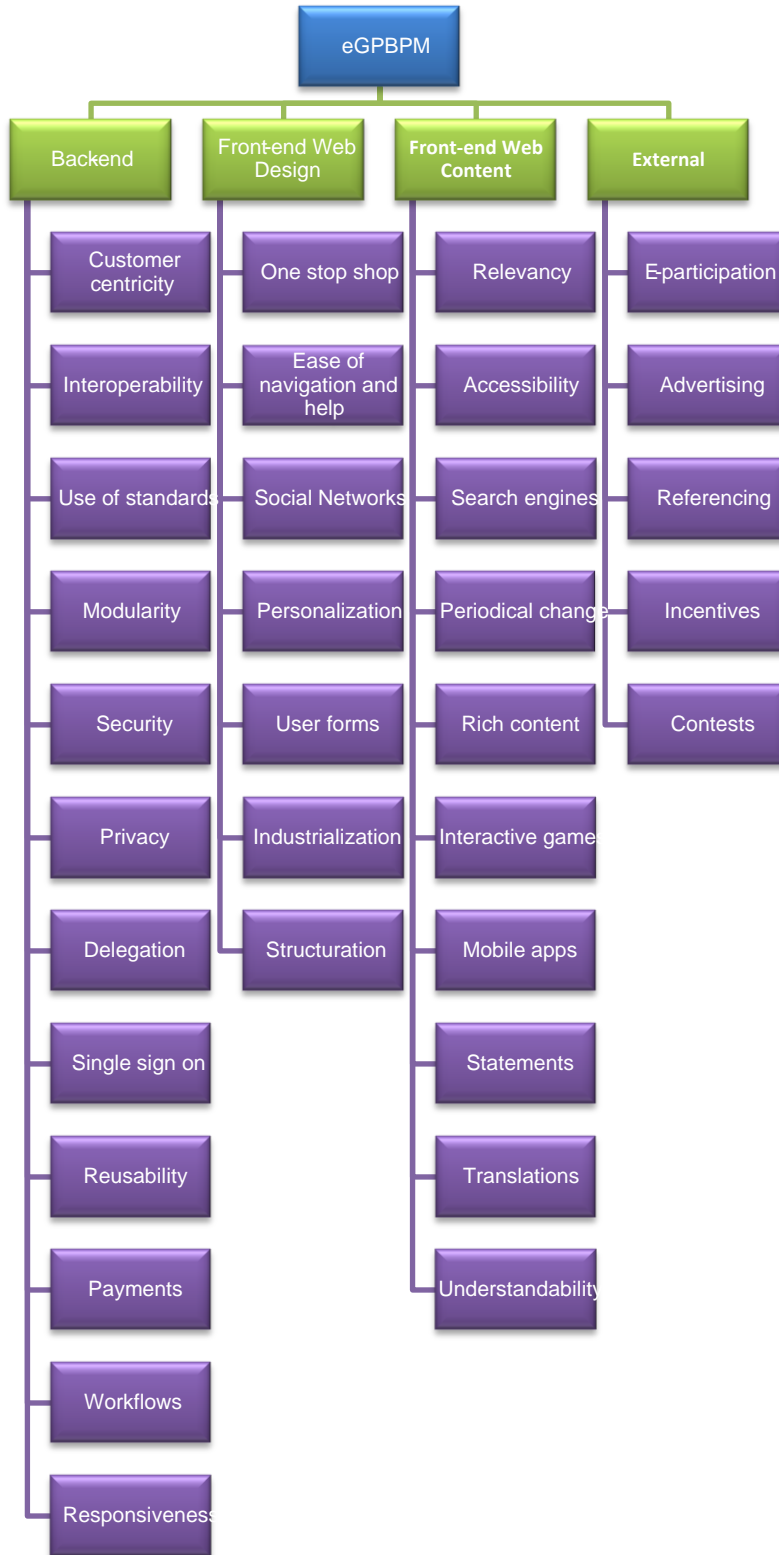 eGPBPM
Back-end
Front-end Web
Design
Front-end Web
Content
External
Customer
centricity
Interoperability
Use of standards
Modularity
Security
Privacy
Delegation
Single sign on
Reusability
Payments
Workflows
Responsiveness
One stop shop
Ease of
navigation and
help
Social Networks
Personalization
User forms
Industrialization
Structuration
Relevancy
Accessibility
Search engines
Periodical change
Rich content
Interactive game
Mobile apps
Statements
Translations
Understandability
E-participation
Advertising
Referencing
Incentives
Contests